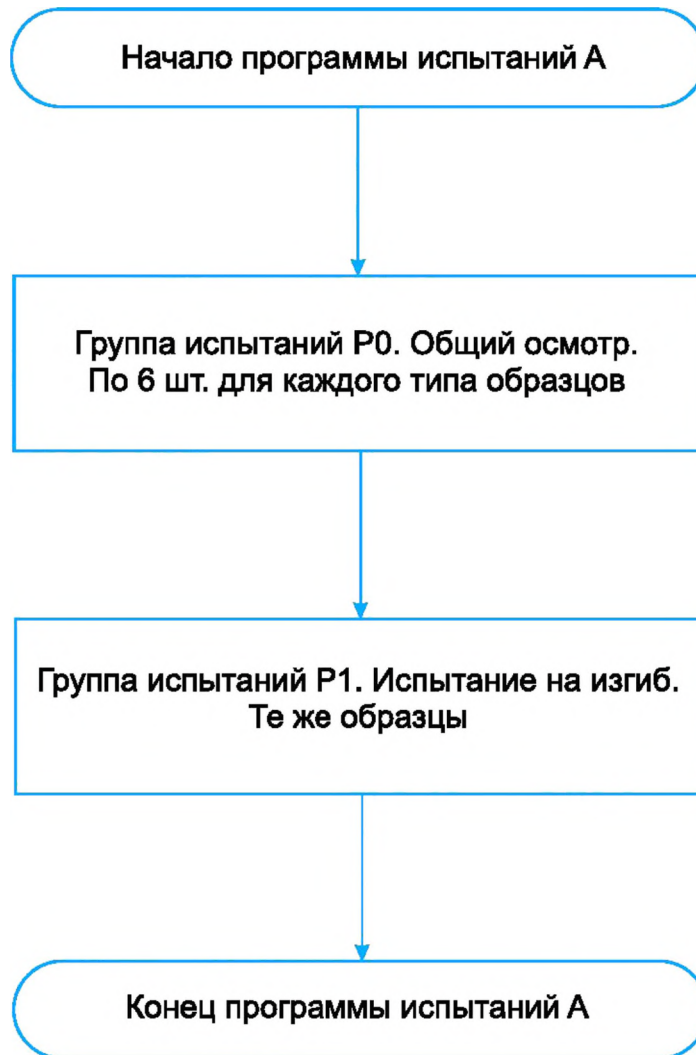 Начало программы испытаний А
Группа испытаний Р0. Общий осмотр.
По 6 шт. для каждого типа образцов
Группа испытаний Р1. Испытание на изгиб.
Те же образцы
Конец программы испытаний А